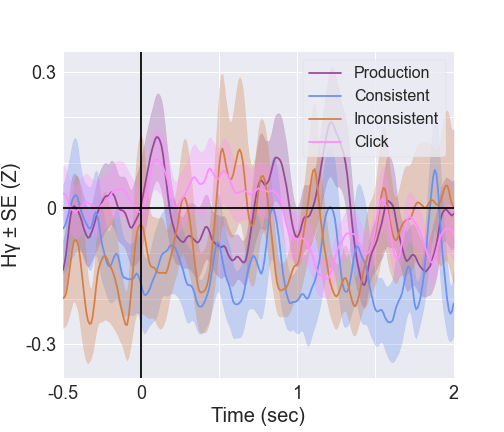 Hγ ± SE (Z)
0.3
0
-0.3
Production
Consistent
Inconsistent
Click
-0.5 0 1 2
Time (sec)